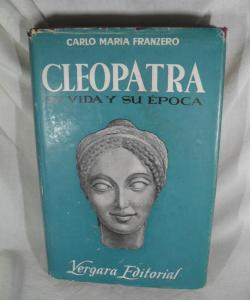 CARLO MARIA FRANZERO
CLEOPATRA
SU VIDA Y SU ÉPOCA
Vergara Editorial